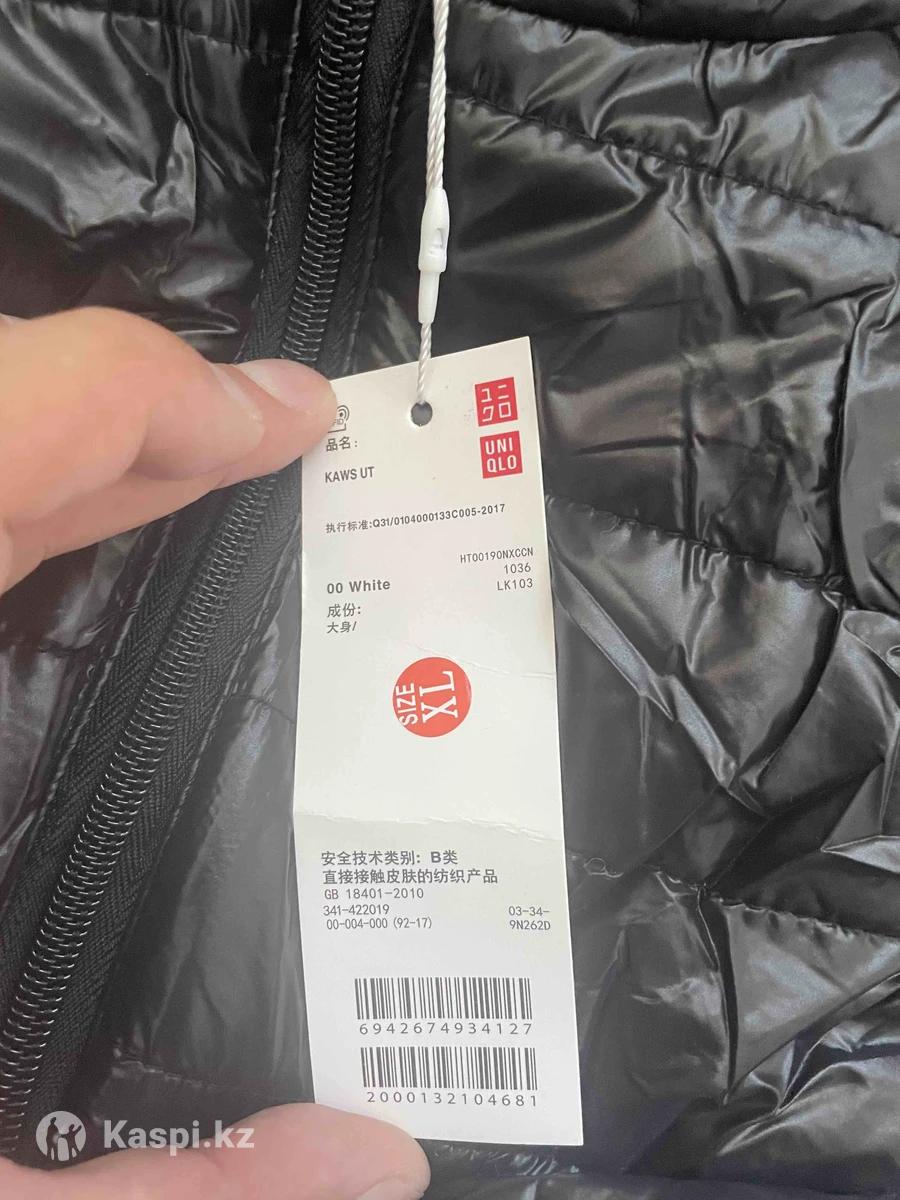 ユニ
クロ
UNI
QLO
品名:
KAWS UT
执行标准:Q31/0104000133C005-2017
HT00190NXCCN
1036
00 White
LK103
成份:
大身/
SIZE
XL
安全技术类别: B类
直接接触皮肤的纺织产品
GB 18401-2010
341-422019
03-34-
00-004-000 (92-17)
9N262D
6942674934127
2000132104681
Kaspi.kz